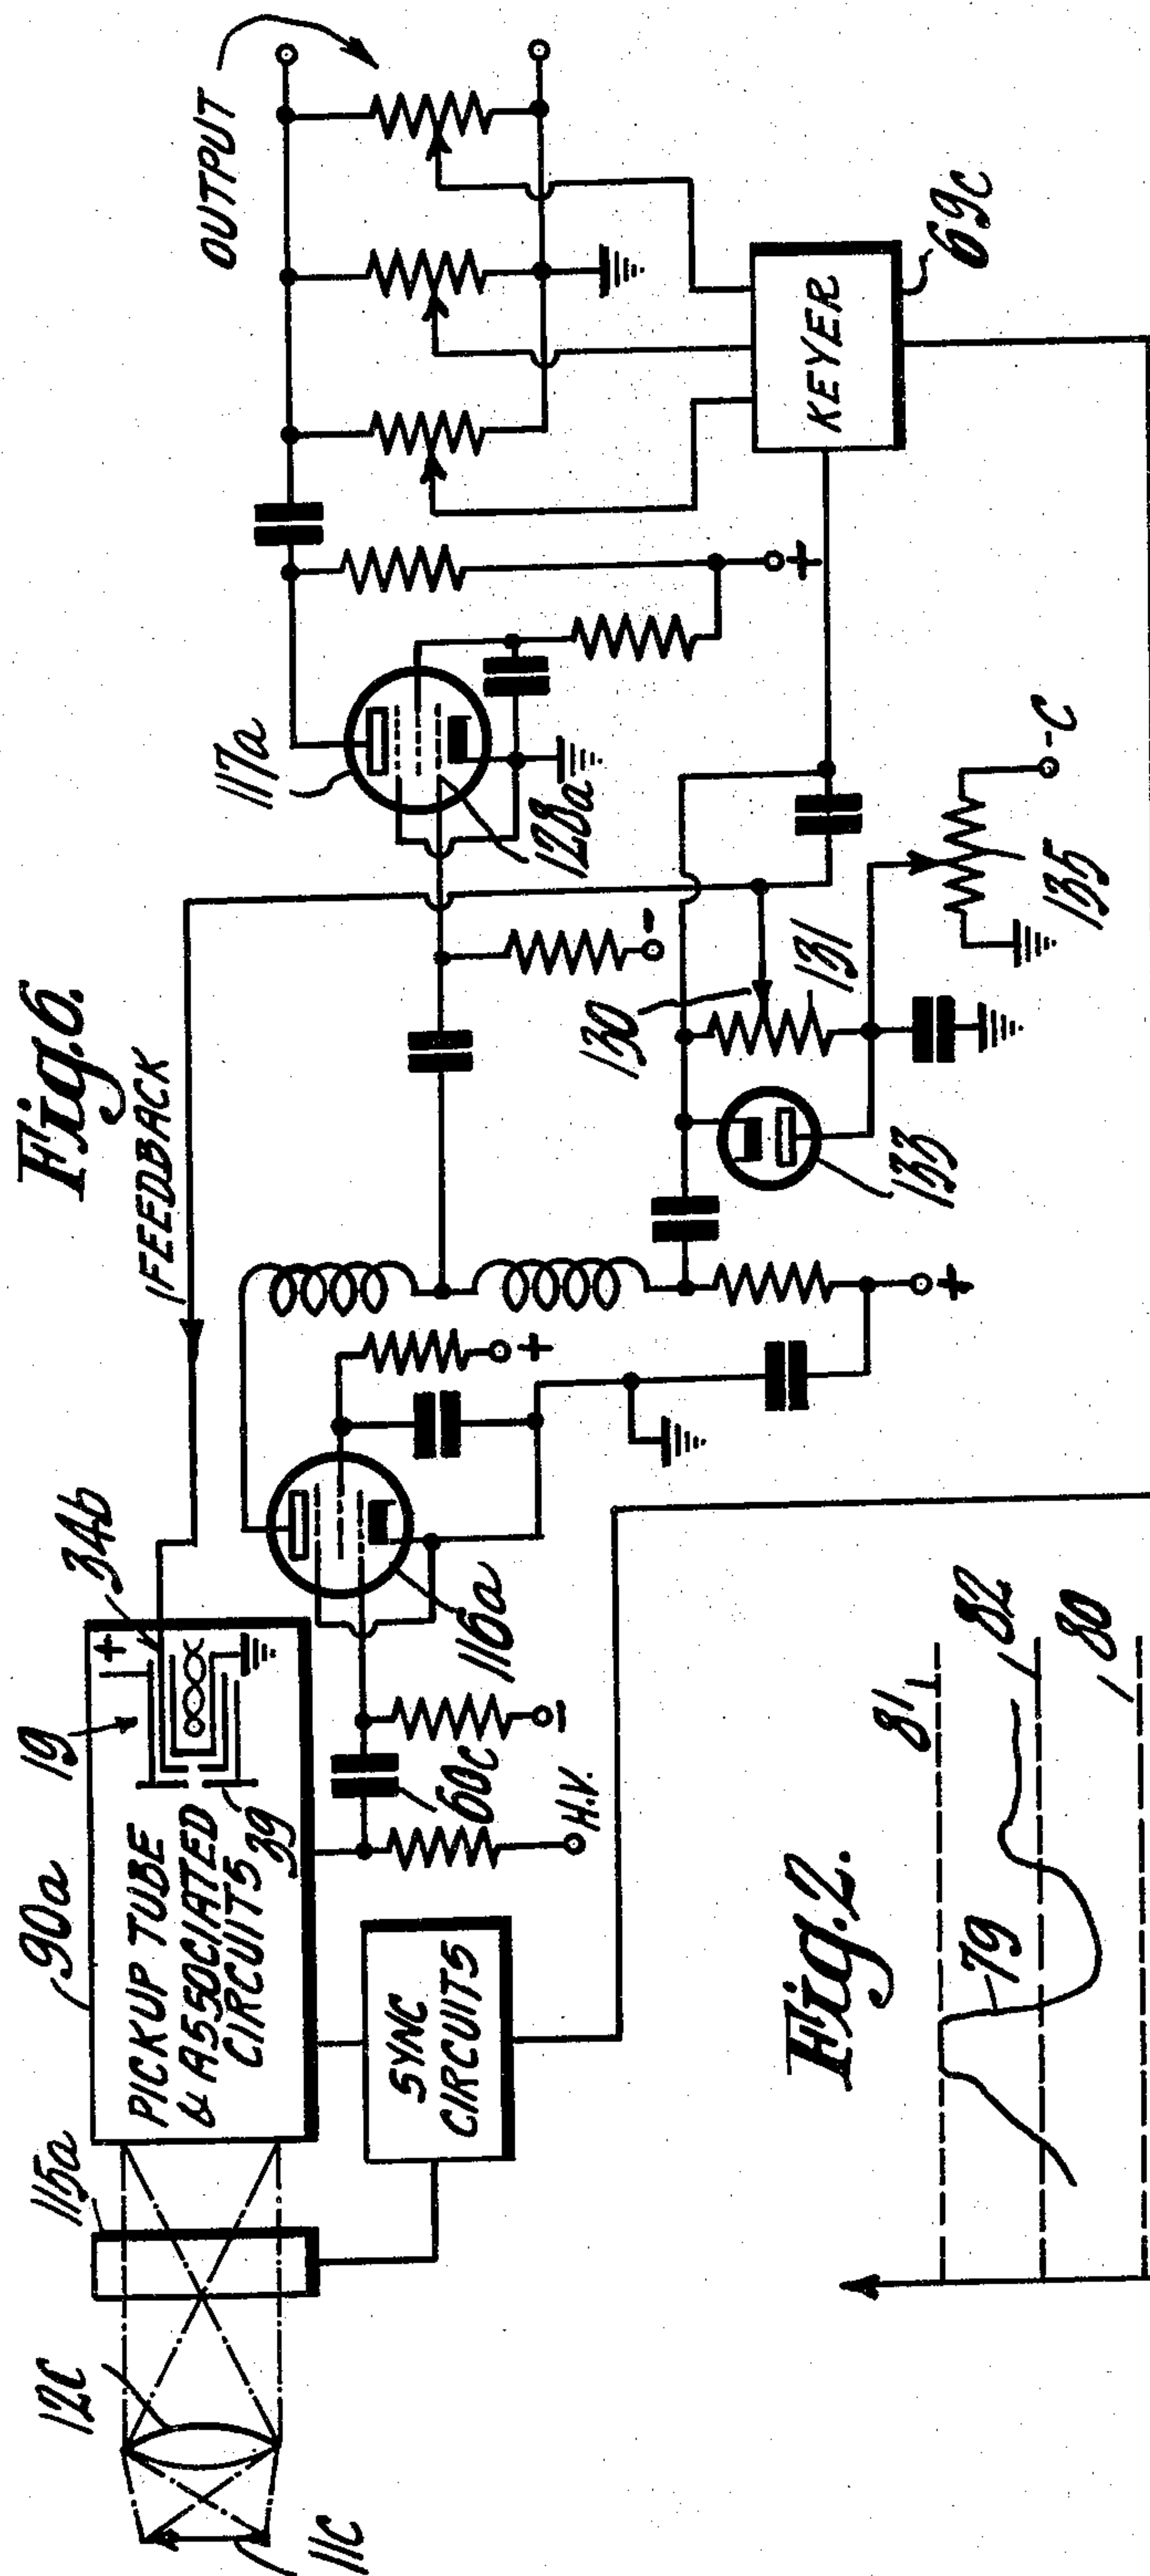 Fig.6.
FEEDBACK
OUTPUT
90a
19
34b
PICKUP TUBE
& ASSOCIATED
CIRCUITS
39
115a
12C
11C
SYNC
CIRCUITS
60C
H.V.
-
116a
+
+
117a
128a
-
+
130
131
133
135
-C
KEYER
69C
Fig.2.
81
82
80
79